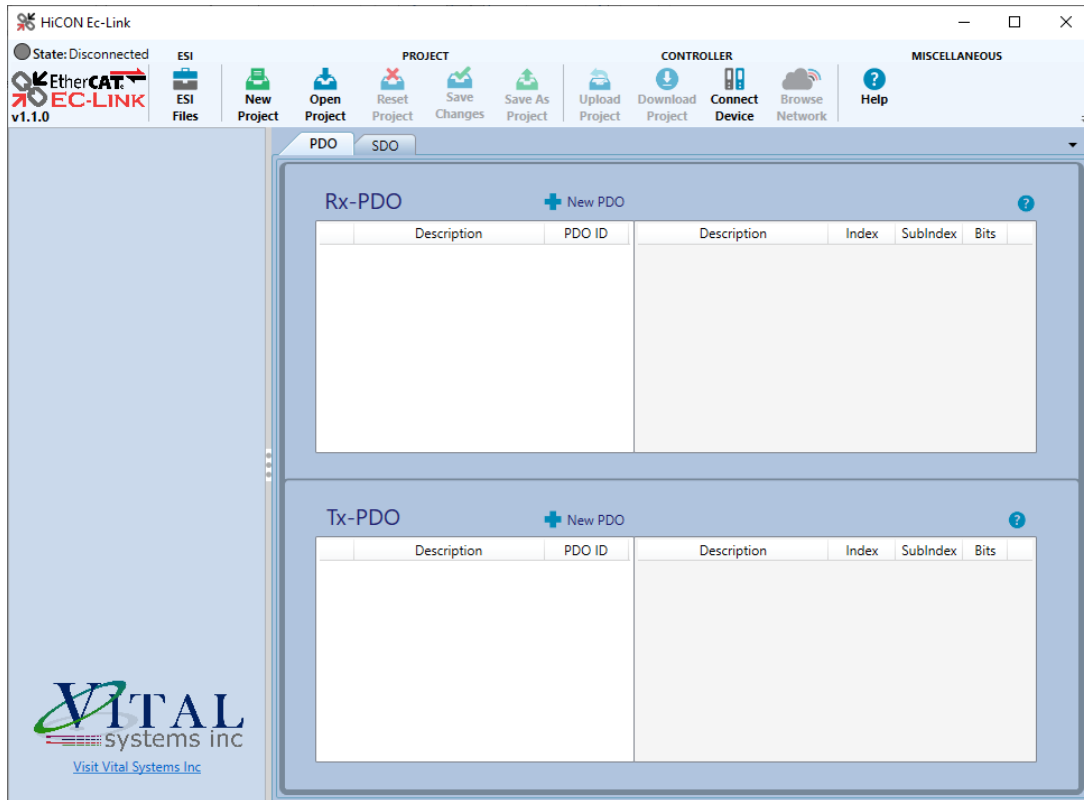 HiCON Ec-Link
State: Disconnected
ESI
PROJECT
CONTROLLER
MISCELLANEOUS
EtherCAT
EC-LINK
v1.1.0
ESI
Files
New
Project
Open
Project
Reset
Project
Save
Changes
Save As
Project
Upload
Project
Download
Project
Connect
Device
Browse
Network
?
Help
PDO
SDO
Rx-PDO
New PDO
?
Description
PDO ID
Description
Index
SubIndex
Bits
Tx-PDO
New PDO
?
Description
PDO ID
Description
Index
SubIndex
Bits
VITAL
systems inc
Visit Vital Systems Inc